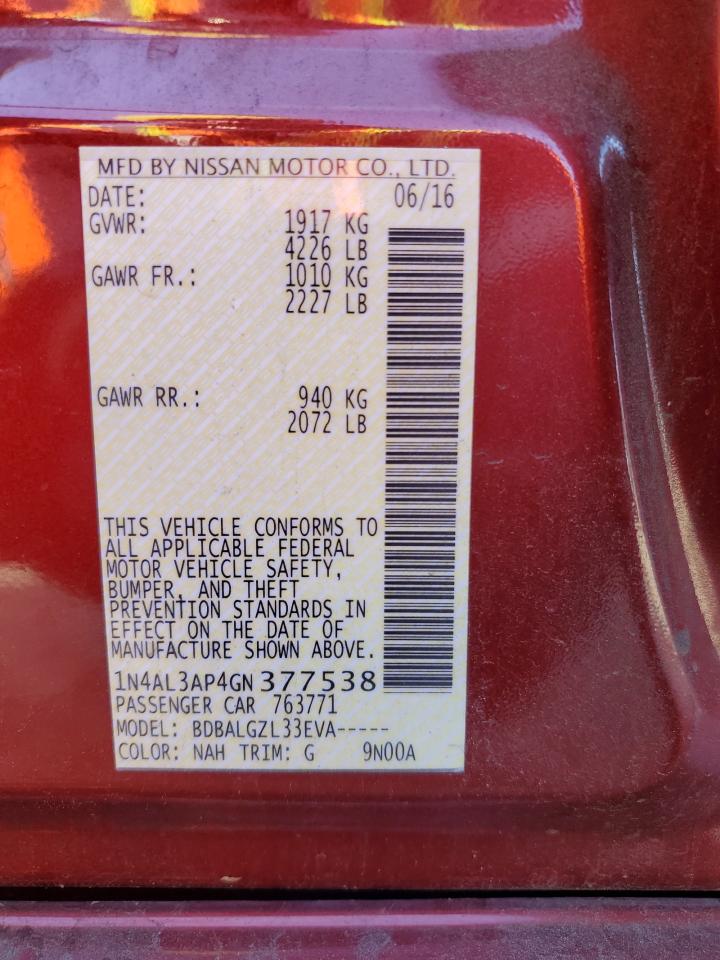 MFD BY NISSAN MOTOR CO., LTD.
DATE: 06/16
GVWR: 1917 KG
4226 LB
GAWR FR.: 1010 KG
2227 LB
GAWR RR.: 940 KG
2072 LB
THIS VEHICLE CONFORMS TO
ALL APPLICABLE FEDERAL
MOTOR VEHICLE SAFETY,
BUMPER, AND THEFT
PREVENTION STANDARDS IN
EFFECT ON THE DATE OF
MANUFACTURE SHOWN ABOVE.
1N4AL3AP4GN377538
PASSENGER CAR 763771
MODEL: BDBALGZL33EVA-----
COLOR: NAH TRIM: G 9N00A